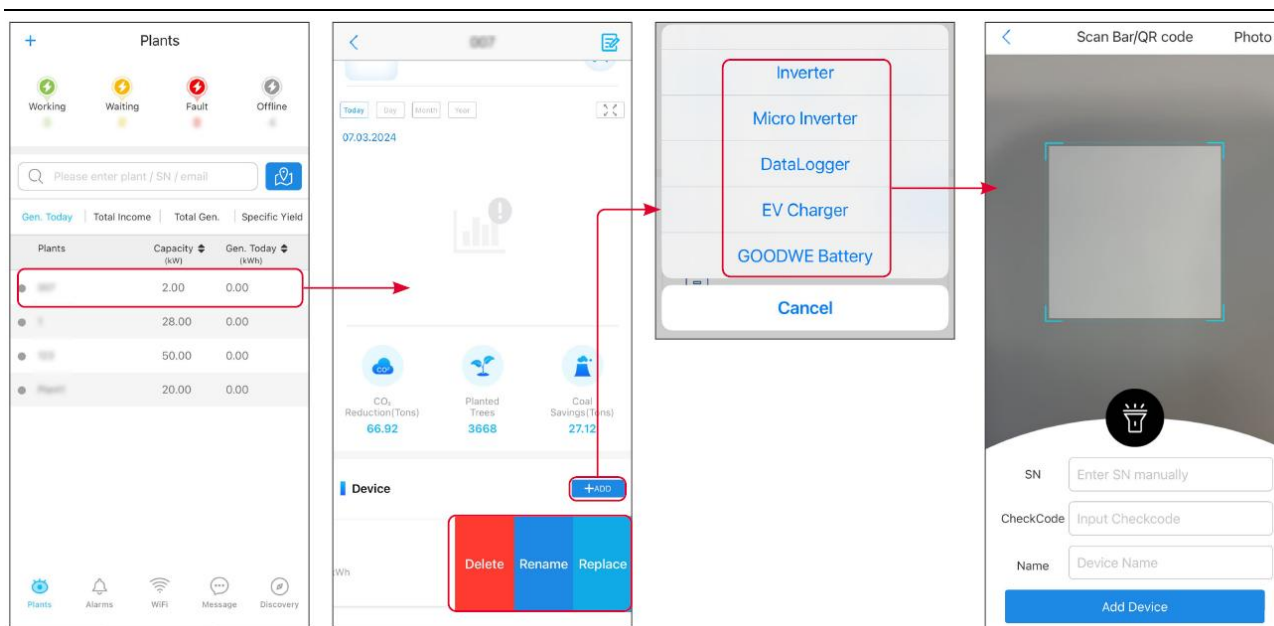 Plants
Working
Waiting
Fault
Offline
Please enter plant / SN / email
Gen. Today
Total Income
Total Gen.
Specific Yield
Plants
Capacity
(kW)
Gen. Today
(kWh)
2.00 0.00
28.00 0.00
50.00 0.00
20.00 0.00
Plants
Alarms
WiFi
Message
Discovery
007
Today
Day
Month
Year
07.03.2024
CO₂
Reduction(Tons)
66.92
Planted
Trees
3668
Coal
Savings(Tons)
27.12
Device
+ADD
Delete
Rename
Replace
Inverter
Micro Inverter
DataLogger
EV Charger
GOODWE Battery
Cancel
Scan Bar/QR code
Photo
SN
Enter SN manually
CheckCode
Input Checkcode
Name
Device Name
Add Device